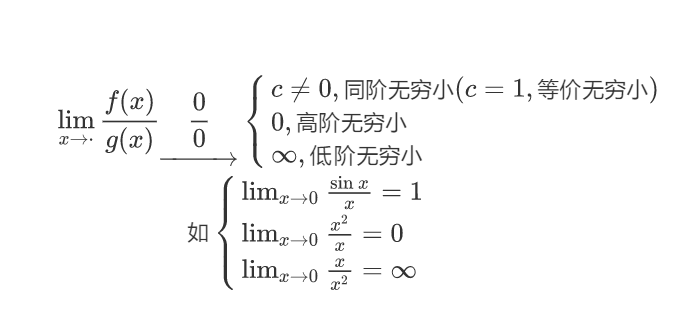 lim_{x→·} f(x)/g(x) 0/0 → { c ≠ 0, 同阶无穷小(c = 1, 等价无穷小)
0, 高阶无穷小
∞, 低阶无穷小
如 { lim_{x→0} sin x/x = 1
lim_{x→0} x²/x = 0
lim_{x→0} x/x² = ∞